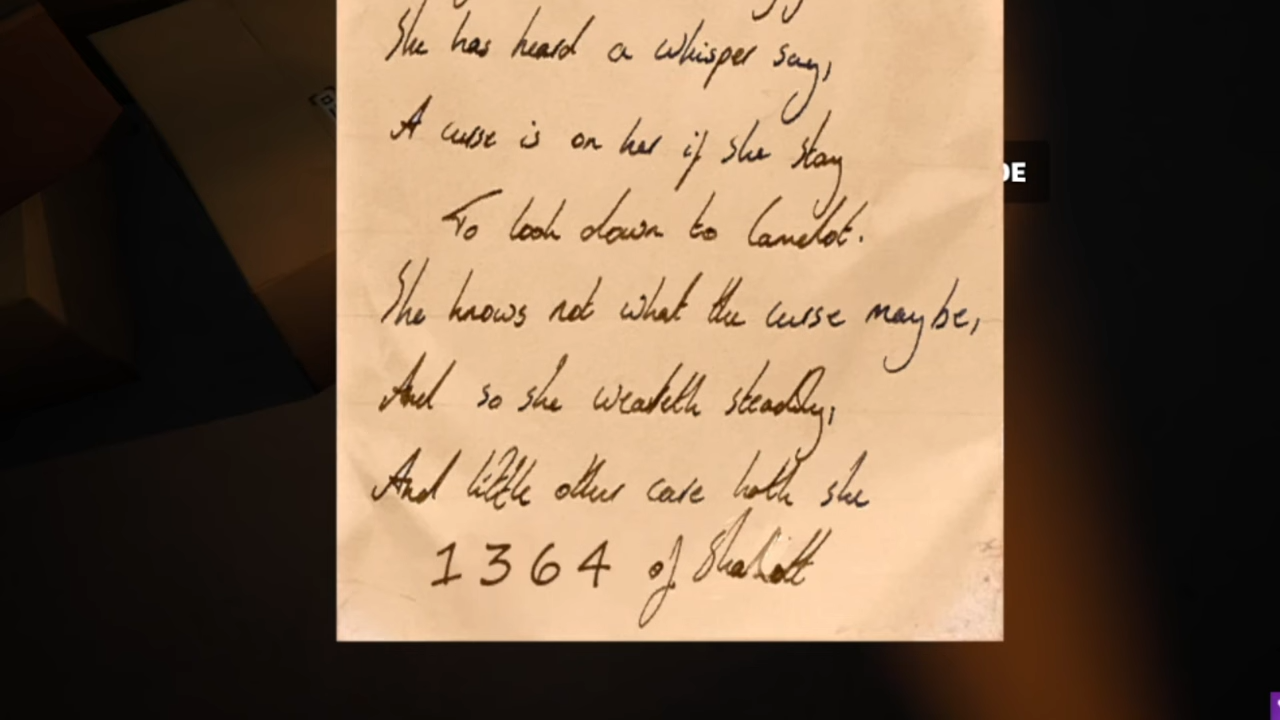 She has heard a whisper say,
A curse is on her if she stay
To look down to Camelot.
She knows not what the curse may be,
And so she weaveth steadily,
And little other care hath she
1364 of Shalott
DE